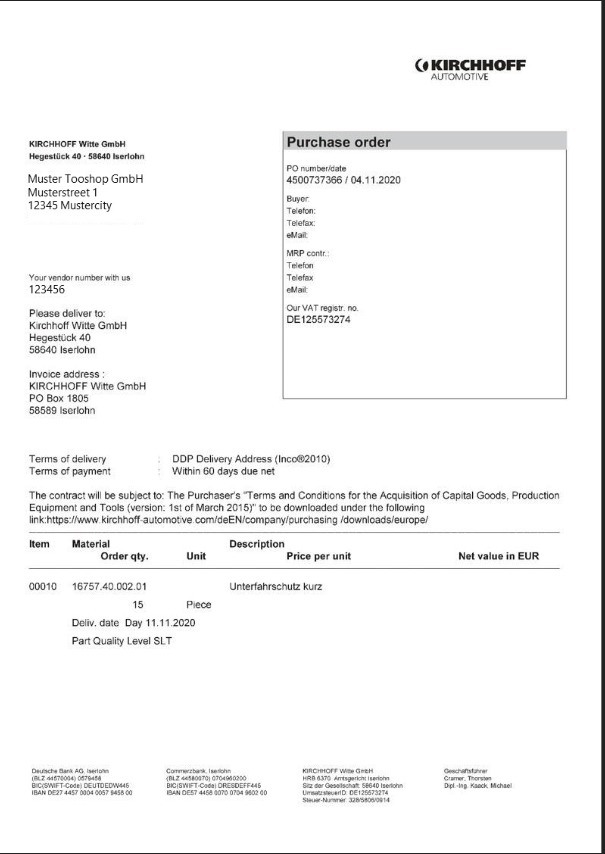 KIRCHHOFF
AUTOMOTIVE
KIRCHHOFF Witte GmbH
Hegestück 40 · 58640 Iserlohn
Muster Tooshop GmbH
Musterstreet 1
12345 Mustercity
Your vendor number with us
123456
Please deliver to:
Kirchhoff Witte GmbH
Hegestück 40
58640 Iserlohn
Invoice address :
KIRCHHOFF Witte GmbH
PO Box 1805
58589 Iserlohn
Purchase order
PO number/date
4500737366 / 04.11.2020
Buyer:
Telefon:
Telefax:
eMail:
MRP contr.:
Telefon
Telefax
eMail:
Our VAT registr. no.
DE125573274
Terms of delivery : DDP Delivery Address (Inco®2010)
Terms of payment : Within 60 days due net
The contract will be subject to: The Purchaser's "Terms and Conditions for the Acquisition of Capital Goods, Production
Equipment and Tools (version: 1st of March 2015)" to be downloaded under the following
link:https://www.kirchhoff-automotive.com/deEN/company/purchasing /downloads/europe/
Item Material Description
Order qty. Unit Price per unit Net value in EUR
00010 16757.40.002.01 Unterfahrschutz kurz
15 Piece
Deliv. date Day 11.11.2020
Part Quality Level SLT
Deutsche Bank AG, Iserlohn
(BLZ 44570004) 0579458
BIC(SWIFT-Code) DEUTDEDW445
IBAN DE27 4457 0004 0057 9458 00
Commerzbank, Iserlohn
(BLZ 44580070) 0704960200
BIC(SWIFT-Code) DRESDEFF445
IBAN DE57 4458 0070 0704 9602 00
KIRCHHOFF Witte GmbH
HRB 6370 Amtsgericht Iserlohn
Sitz der Gesellschaft: 58640 Iserlohn
UmsatzsteuerID. DE125573274
Steuer-Nummer: 328/5806/0914
Geschäftsführer
Cramer, Thorsten
Dipl.-Ing. Kaack, Michael